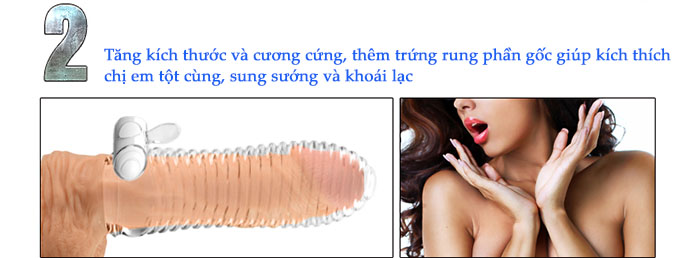 2
Tăng kích thước và cương cứng, thêm trứng rung phần gốc giúp kích thích
chị em tột cùng, sung sướng và khoái lạc